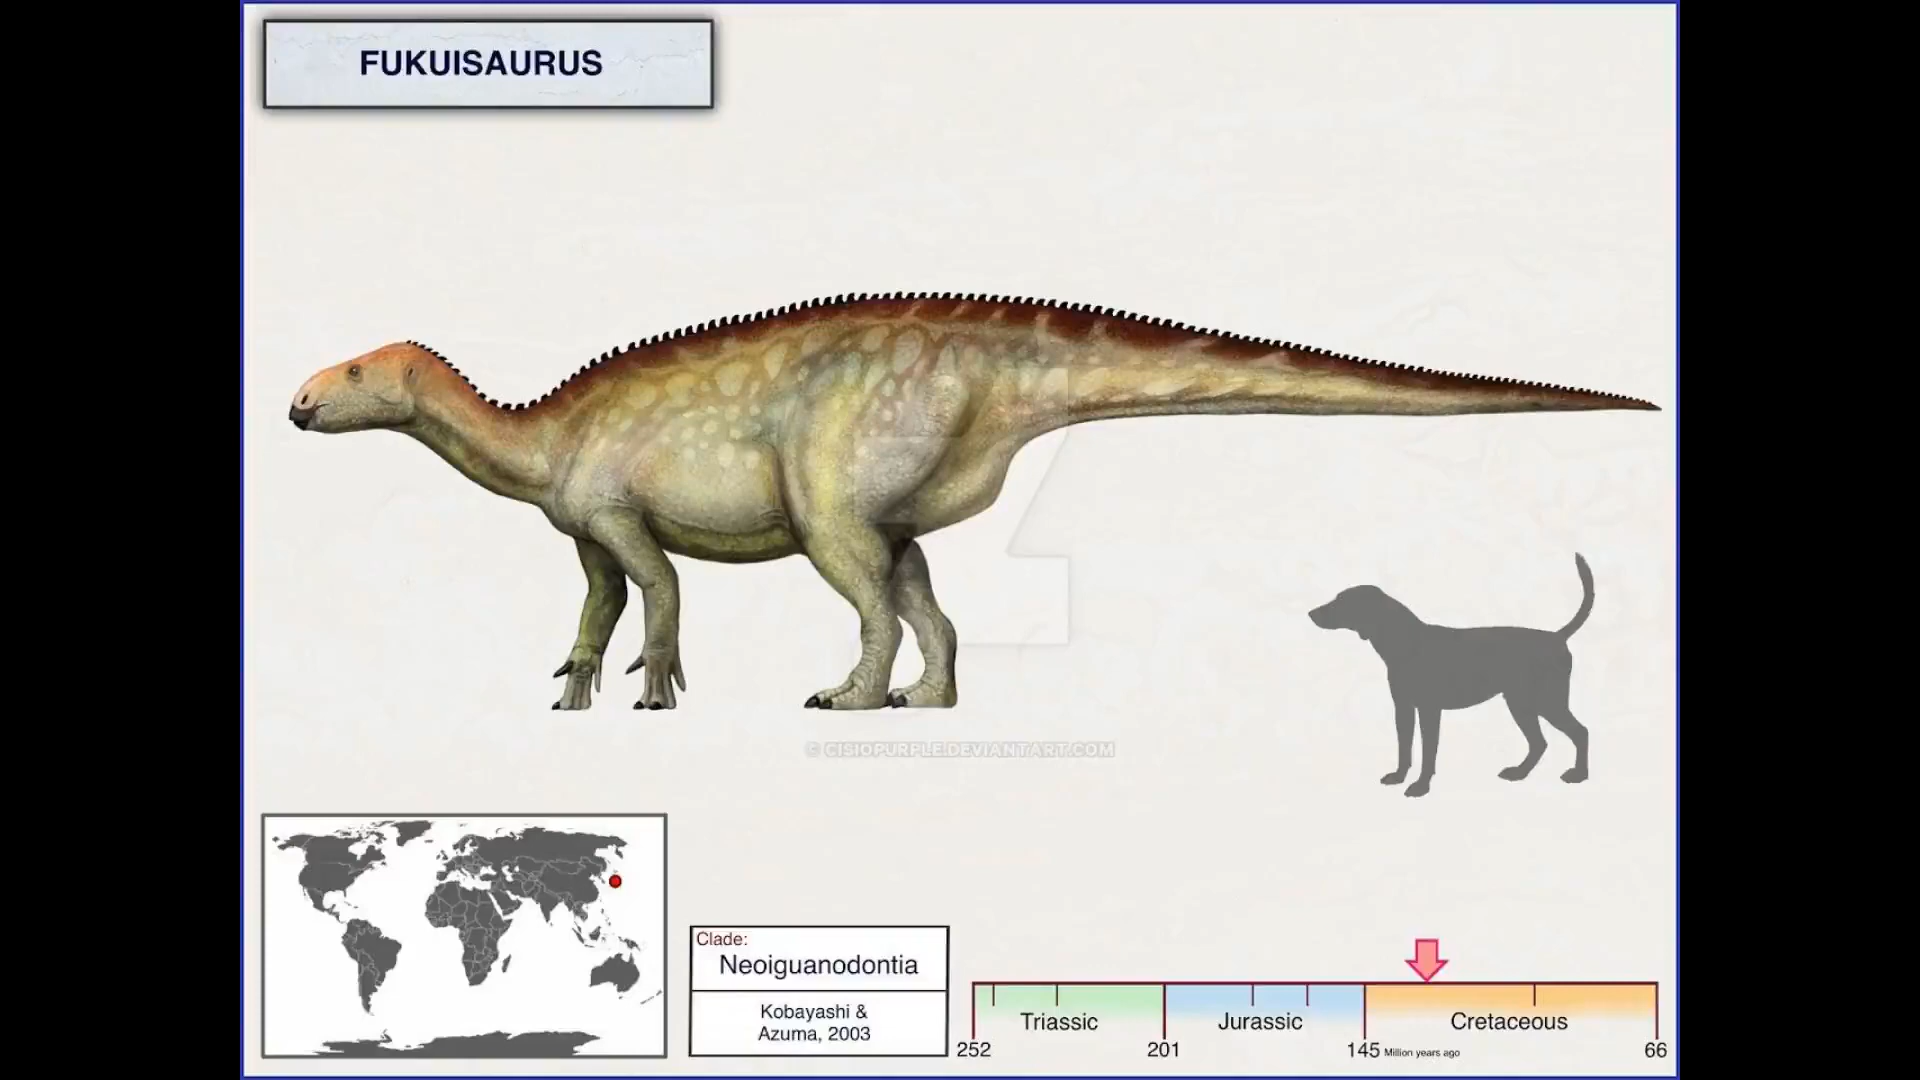 FUKUISAURUS
© CISIOPURPLE.DEVIANTART.COM
Clade:
Neoiguanodontia
Kobayashi &
Azuma, 2003
Triassic
Jurassic
Cretaceous
252
201
145 Million years ago
66